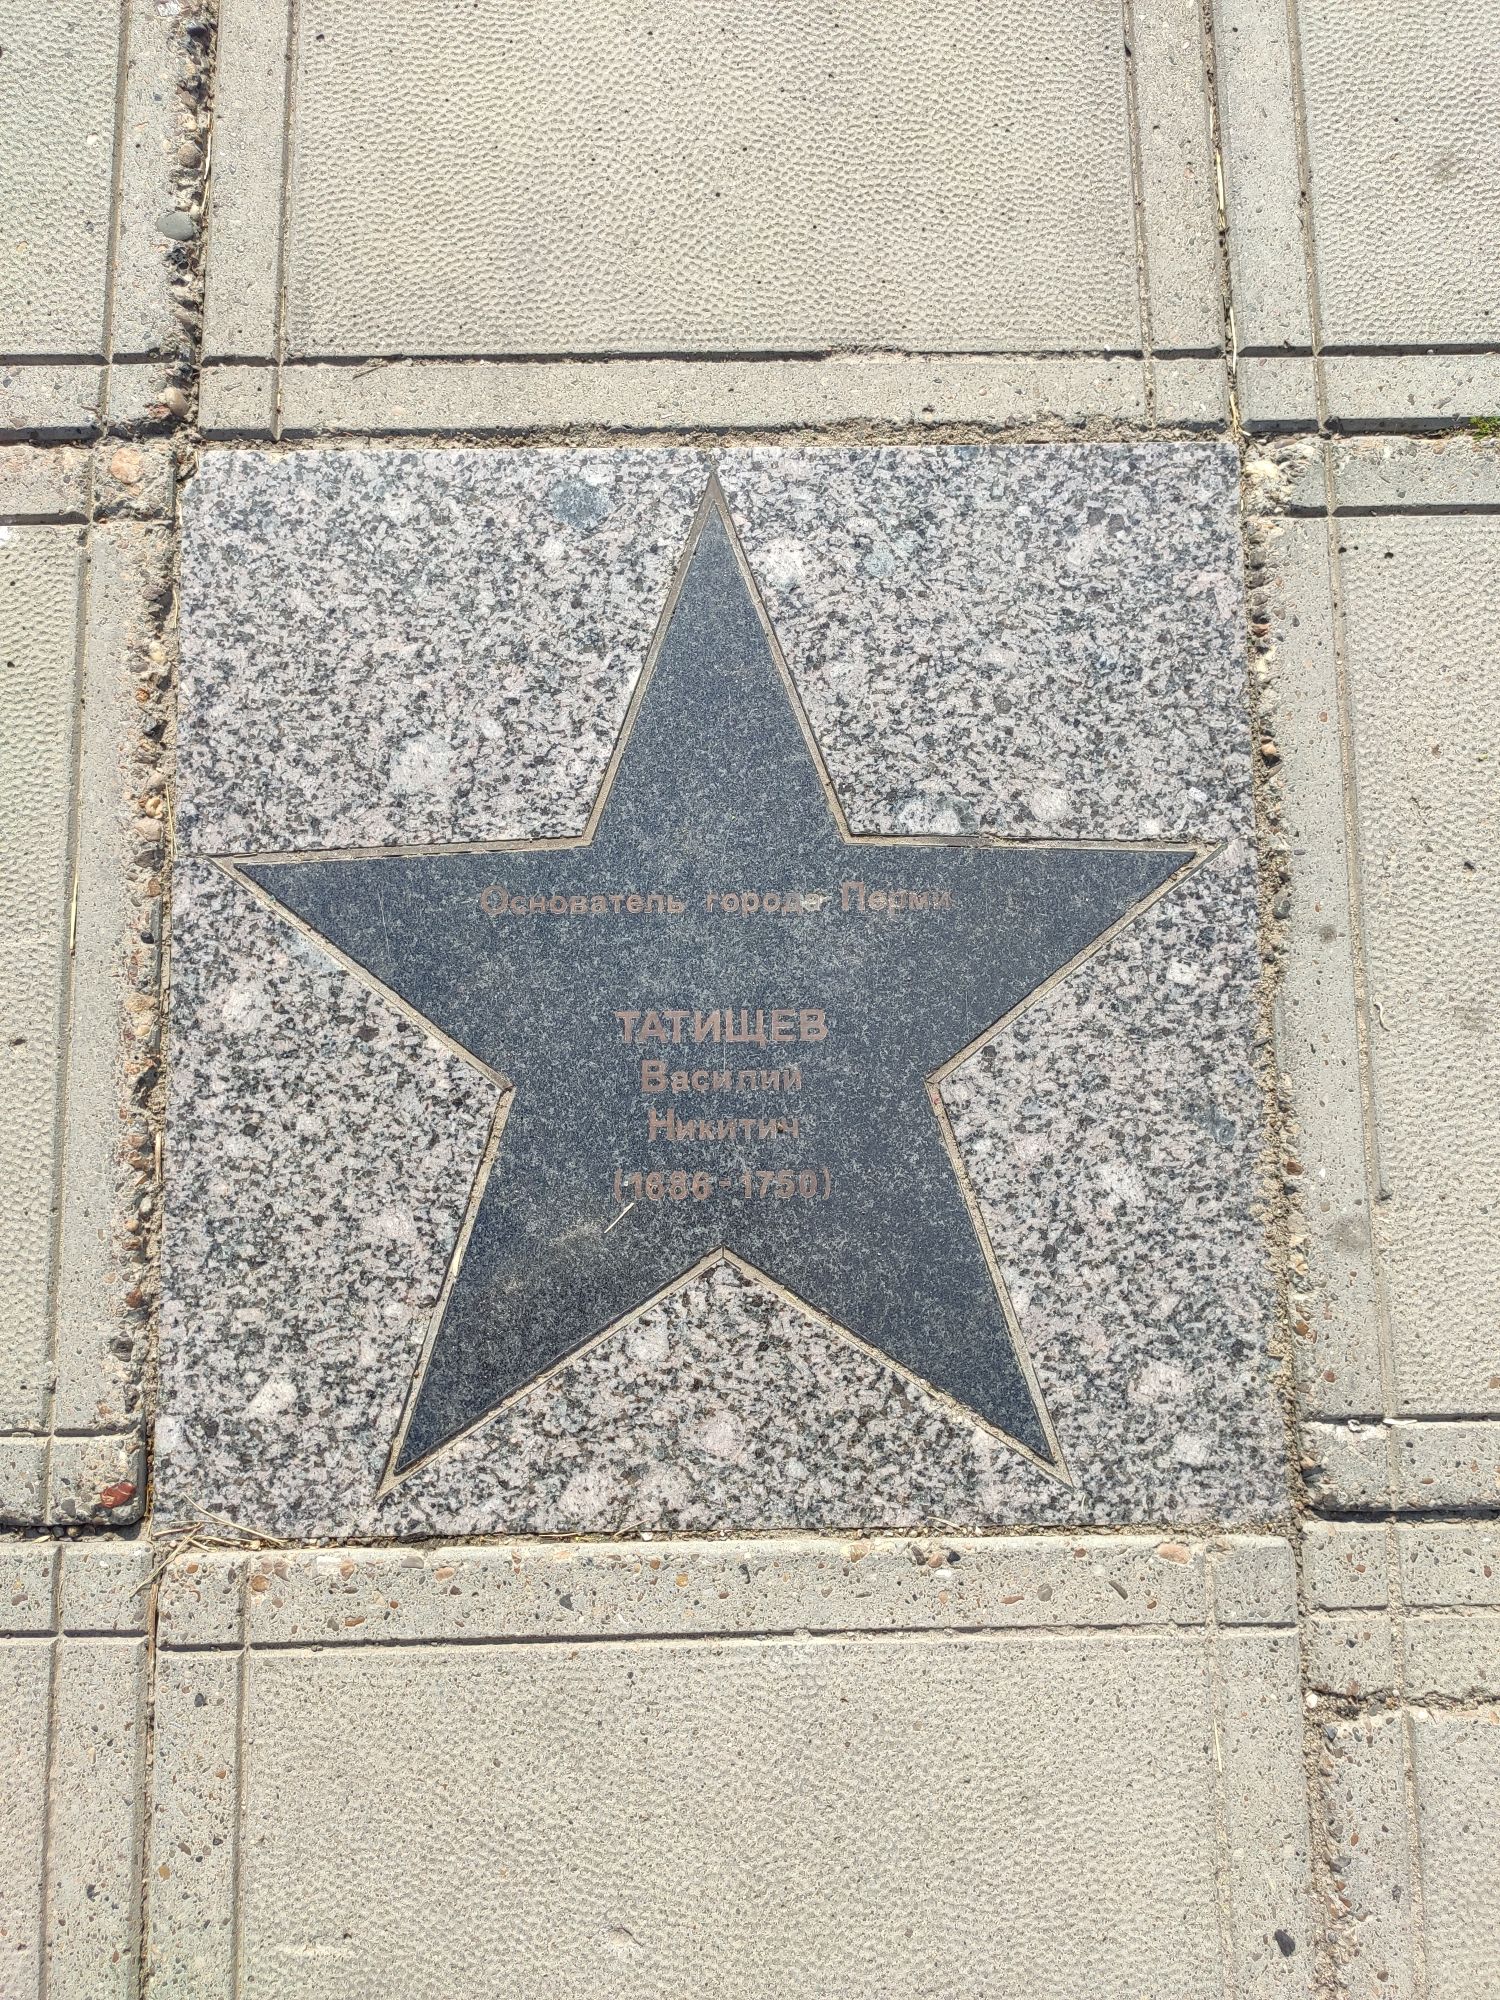 Основатель города Перми
ТАТИЩЕВ
Василий
Никитич
(1686-1750)